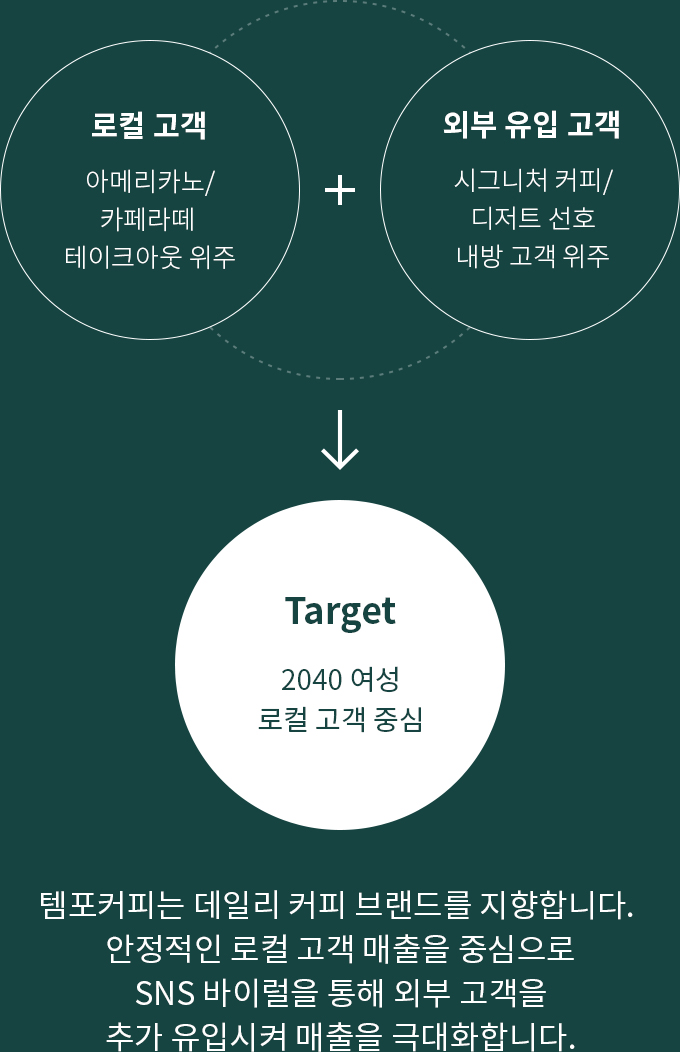 로컬 고객
아메리카노/
카페라떼
테이크아웃 위주
+
외부 유입 고객
시그니처 커피/
디저트 선호
내방 고객 위주
Target
2040 여성
로컬 고객 중심
템포커피는 데일리 커피 브랜드를 지향합니다.
안정적인 로컬 고객 매출을 중심으로
SNS 바이럴을 통해 외부 고객을
추가 유입시켜 매출을 극대화합니다.